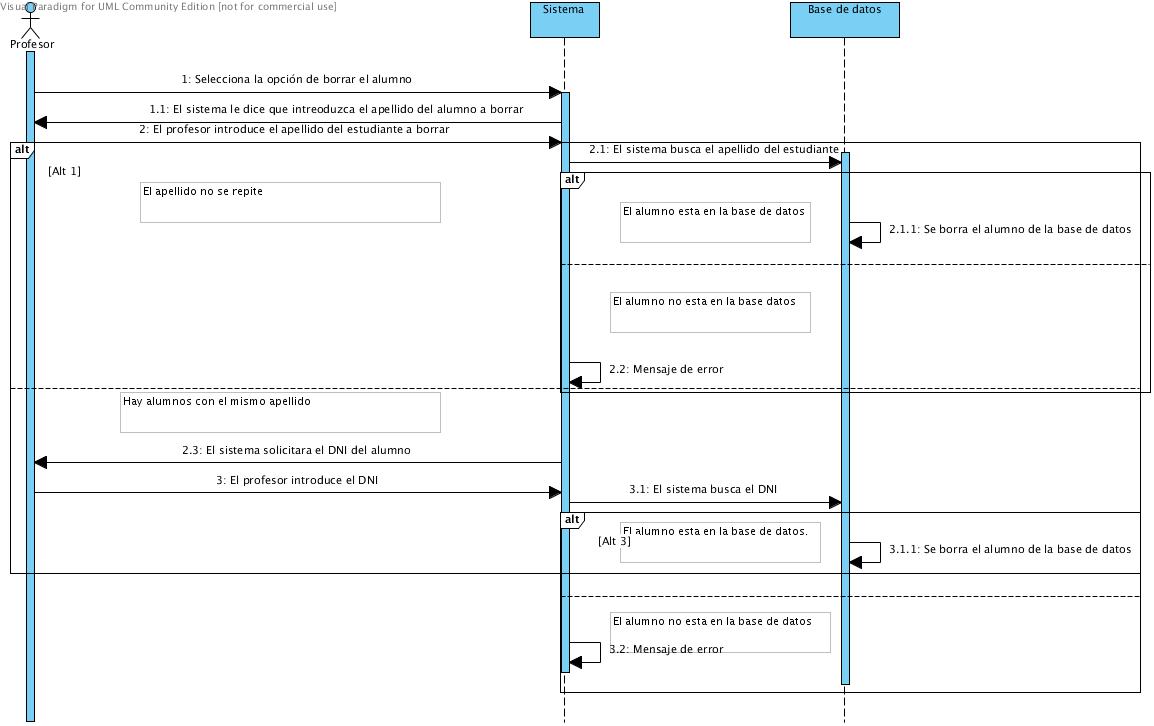 Visual Paradigm for UML Community Edition [not for commercial use]
Sistema
Base de datos
Profesor
1: Selecciona la opción de borrar el alumno
1.1: El sistema le dice que introeduzca el apellido del alumno a borrar
2: El profesor introduce el apellido del estudiante a borrar
alt
2.1: El sistema busca el apellido del estudiante
[Alt 1]
alt
El apellido no se repite
El alumno esta en la base de datos
2.1.1: Se borra el alumno de la base de datos
El alumno no esta en la base datos
2.2: Mensaje de error
Hay alumnos con el mismo apellido
2.3: El sistema solicitara el DNI del alumno
3: El profesor introduce el DNI
3.1: El sistema busca el DNI
alt
El alumno esta en la base de datos.
[Alt 3]
3.1.1: Se borra el alumno de la base de datos
El alumno no esta en la base de datos
3.2: Mensaje de error